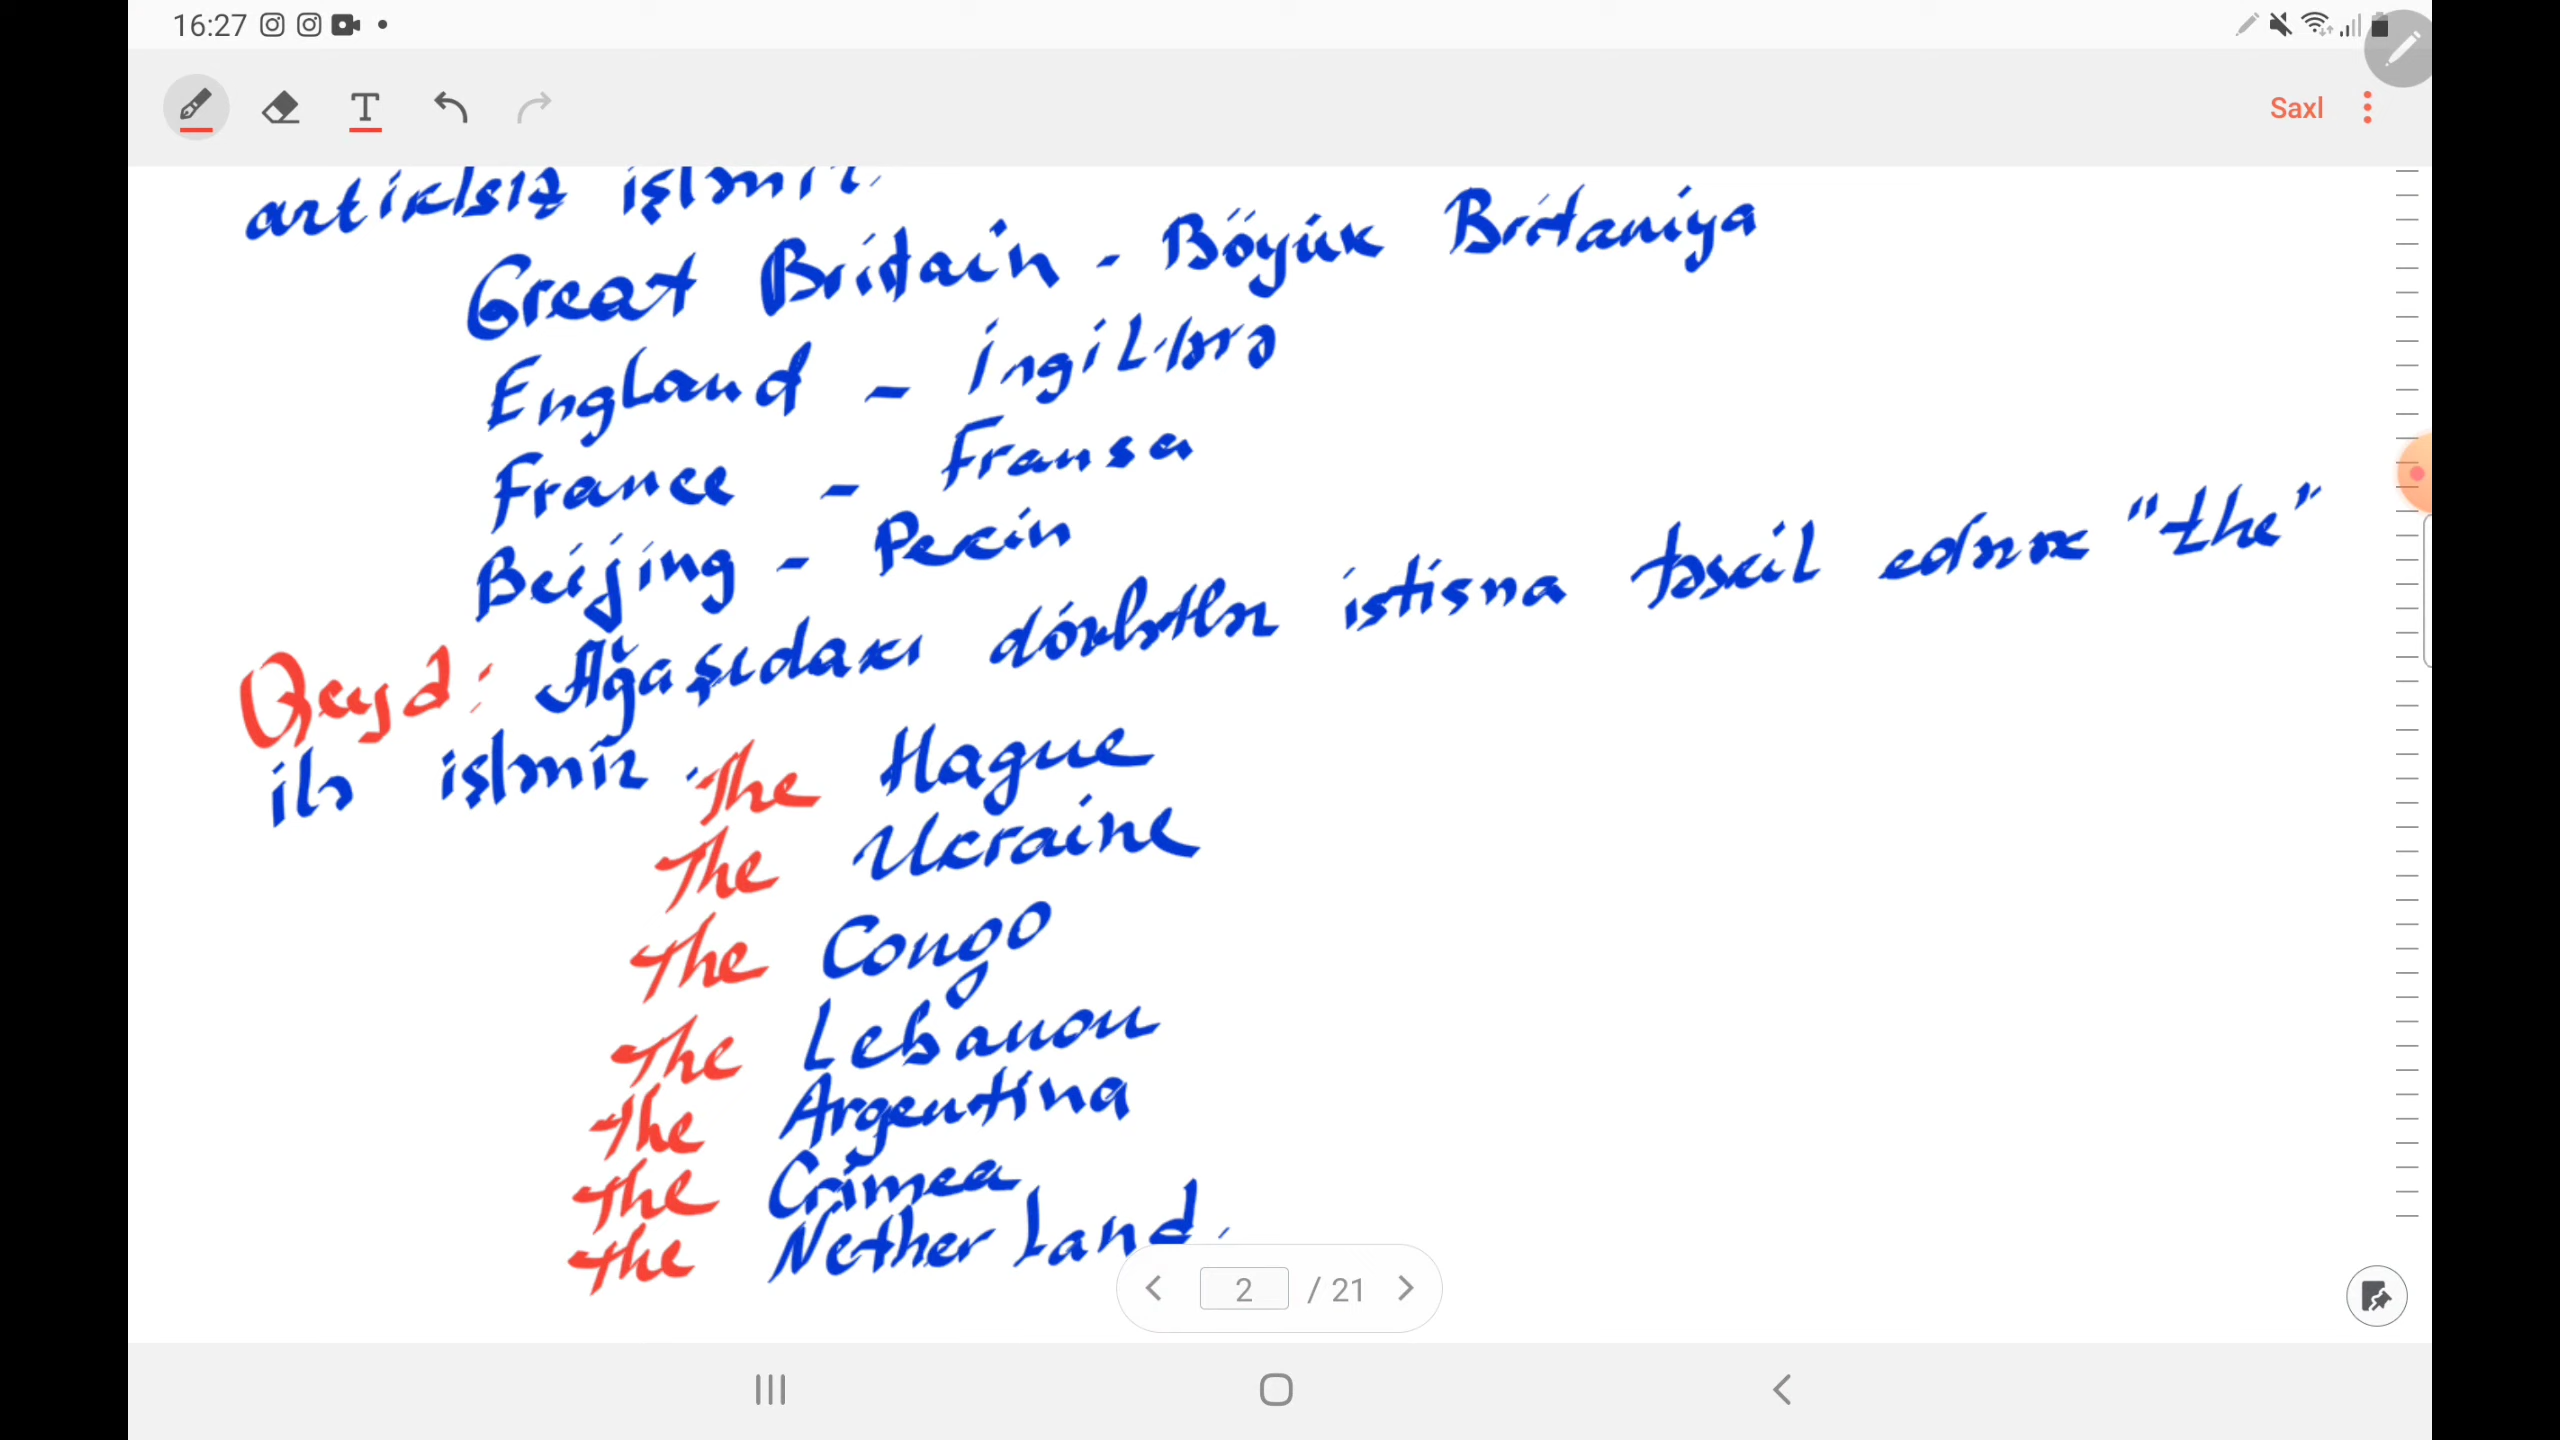 16:27
Saxl
artiklsiz işlənir.
Great Britain - Böyük Britaniya
England - İngiltərə
France - Fransa
Beijing - Pekin
Qeyd: Ağaşıdakı dövlətlər istisna təşkil edərək "the"
ilə işlənir. The Hague
The Ucraine
The Congo
The Lebanon
The Argentina
The Crimea
The Nether Land.
2 / 21